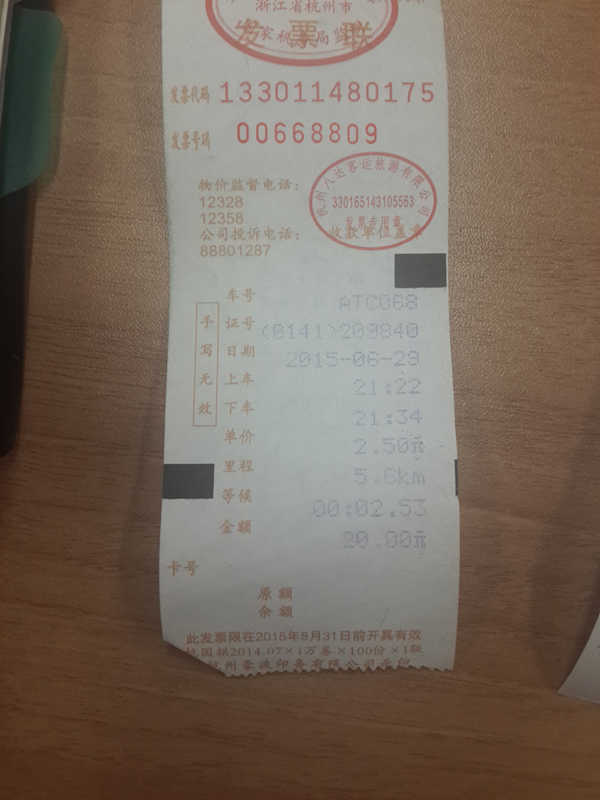 浙江省杭州市
发票联
国家税务局监制
发票代码 133011480175
发票号码 00668809
物价监督电话：
12328
12358
公司投诉电话：
88801287
杭州八达客运旅游有限公司
330165143105563
发票专用章
收款单位盖章
手写无效
车号 ATC068
证号 (0141)209840
日期 2015-06-29
上车 21:22
下车 21:34
单价 2.50元
里程 5.6km
等候 00:02.53
金额 20.00元
卡号
原额
余额
此发票限在2015年8月31日前开具有效
杭国拱2014.07×1万卷×100份×1联
杭州豪波印务有限公司承印